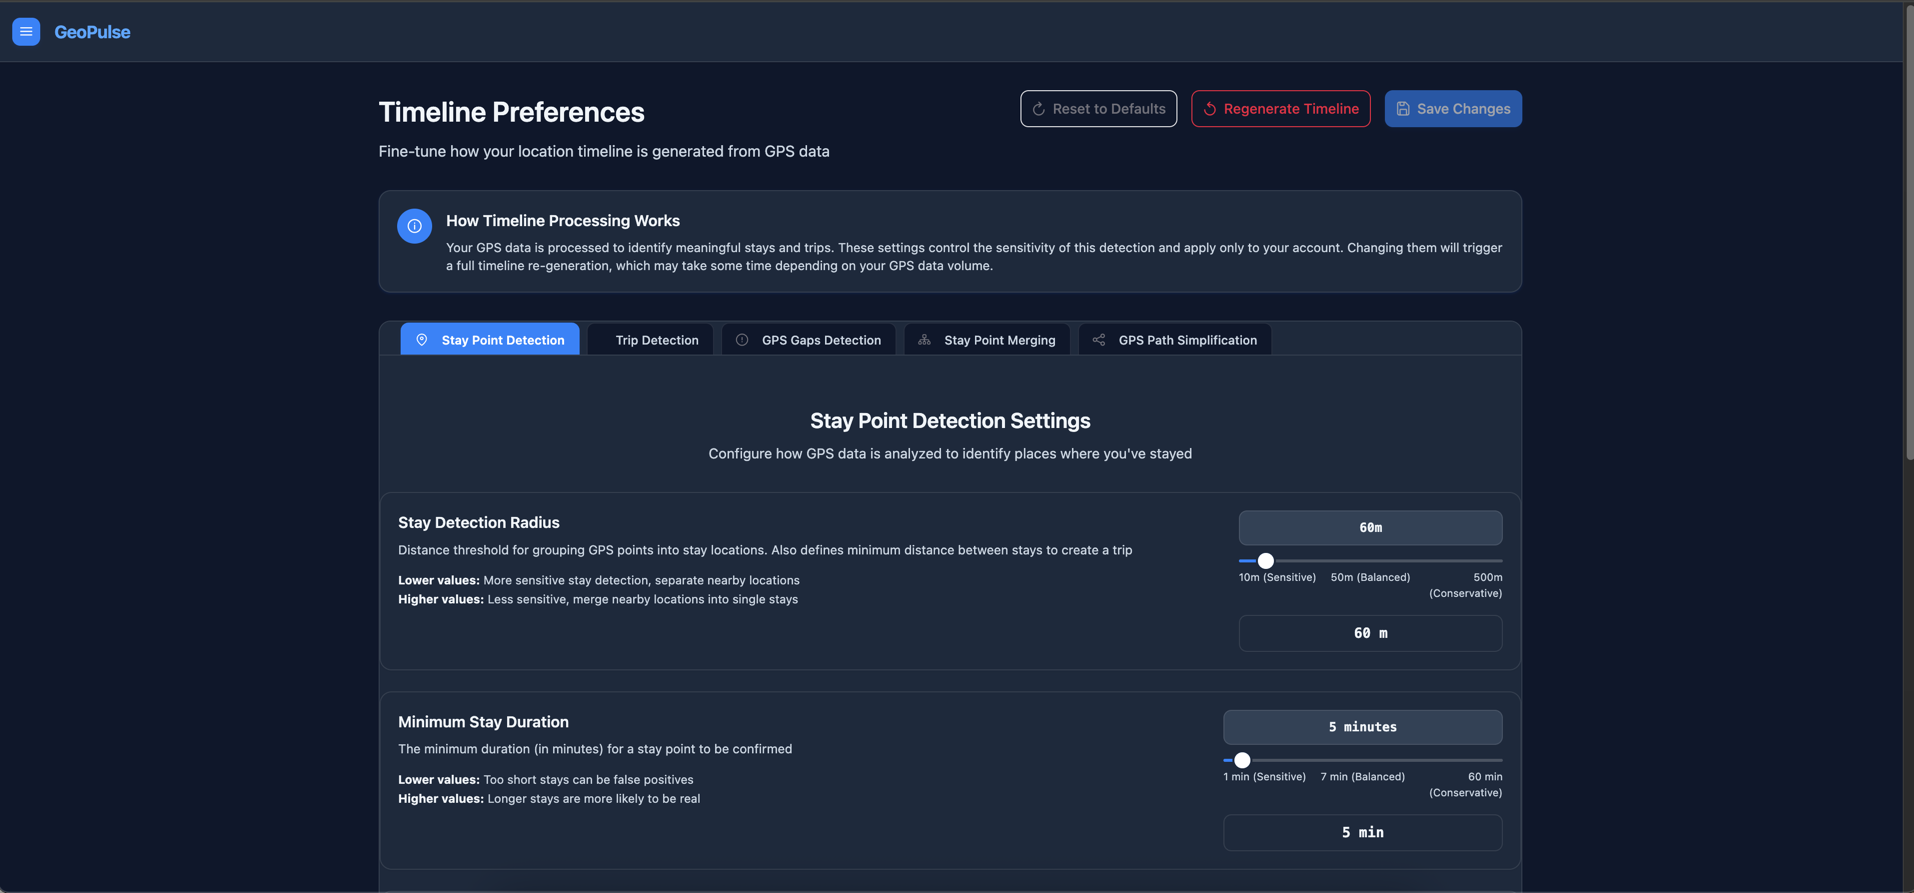 GeoPulse
Timeline Preferences
Reset to Defaults
Regenerate Timeline
Save Changes
Fine-tune how your location timeline is generated from GPS data
How Timeline Processing Works
Your GPS data is processed to identify meaningful stays and trips. These settings control the sensitivity of this detection and apply only to your account. Changing them will trigger
a full timeline re-generation, which may take some time depending on your GPS data volume.
Stay Point Detection
Trip Detection
GPS Gaps Detection
Stay Point Merging
GPS Path Simplification
Stay Point Detection Settings
Configure how GPS data is analyzed to identify places where you've stayed
Stay Detection Radius
Distance threshold for grouping GPS points into stay locations. Also defines minimum distance between stays to create a trip
Lower values: More sensitive stay detection, separate nearby locations
Higher values: Less sensitive, merge nearby locations into single stays
60m
10m (Sensitive)
50m (Balanced)
500m
(Conservative)
60 m
Minimum Stay Duration
The minimum duration (in minutes) for a stay point to be confirmed
Lower values: Too short stays can be false positives
Higher values: Longer stays are more likely to be real
5 minutes
1 min (Sensitive)
7 min (Balanced)
60 min
(Conservative)
5 min